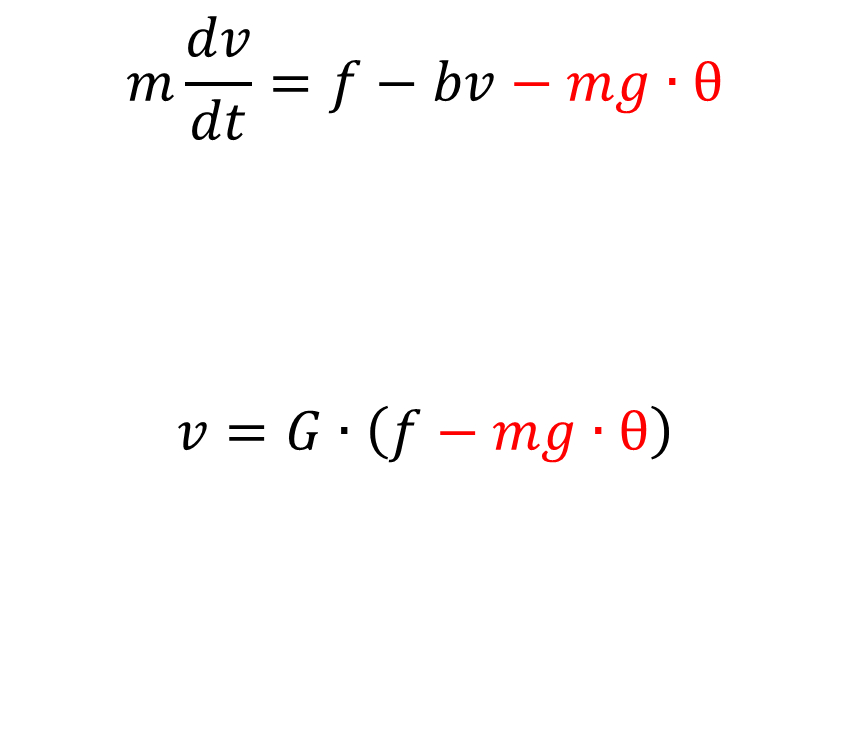 m dv/dt = f − bv − mg · θ
v = G · (f − mg · θ)